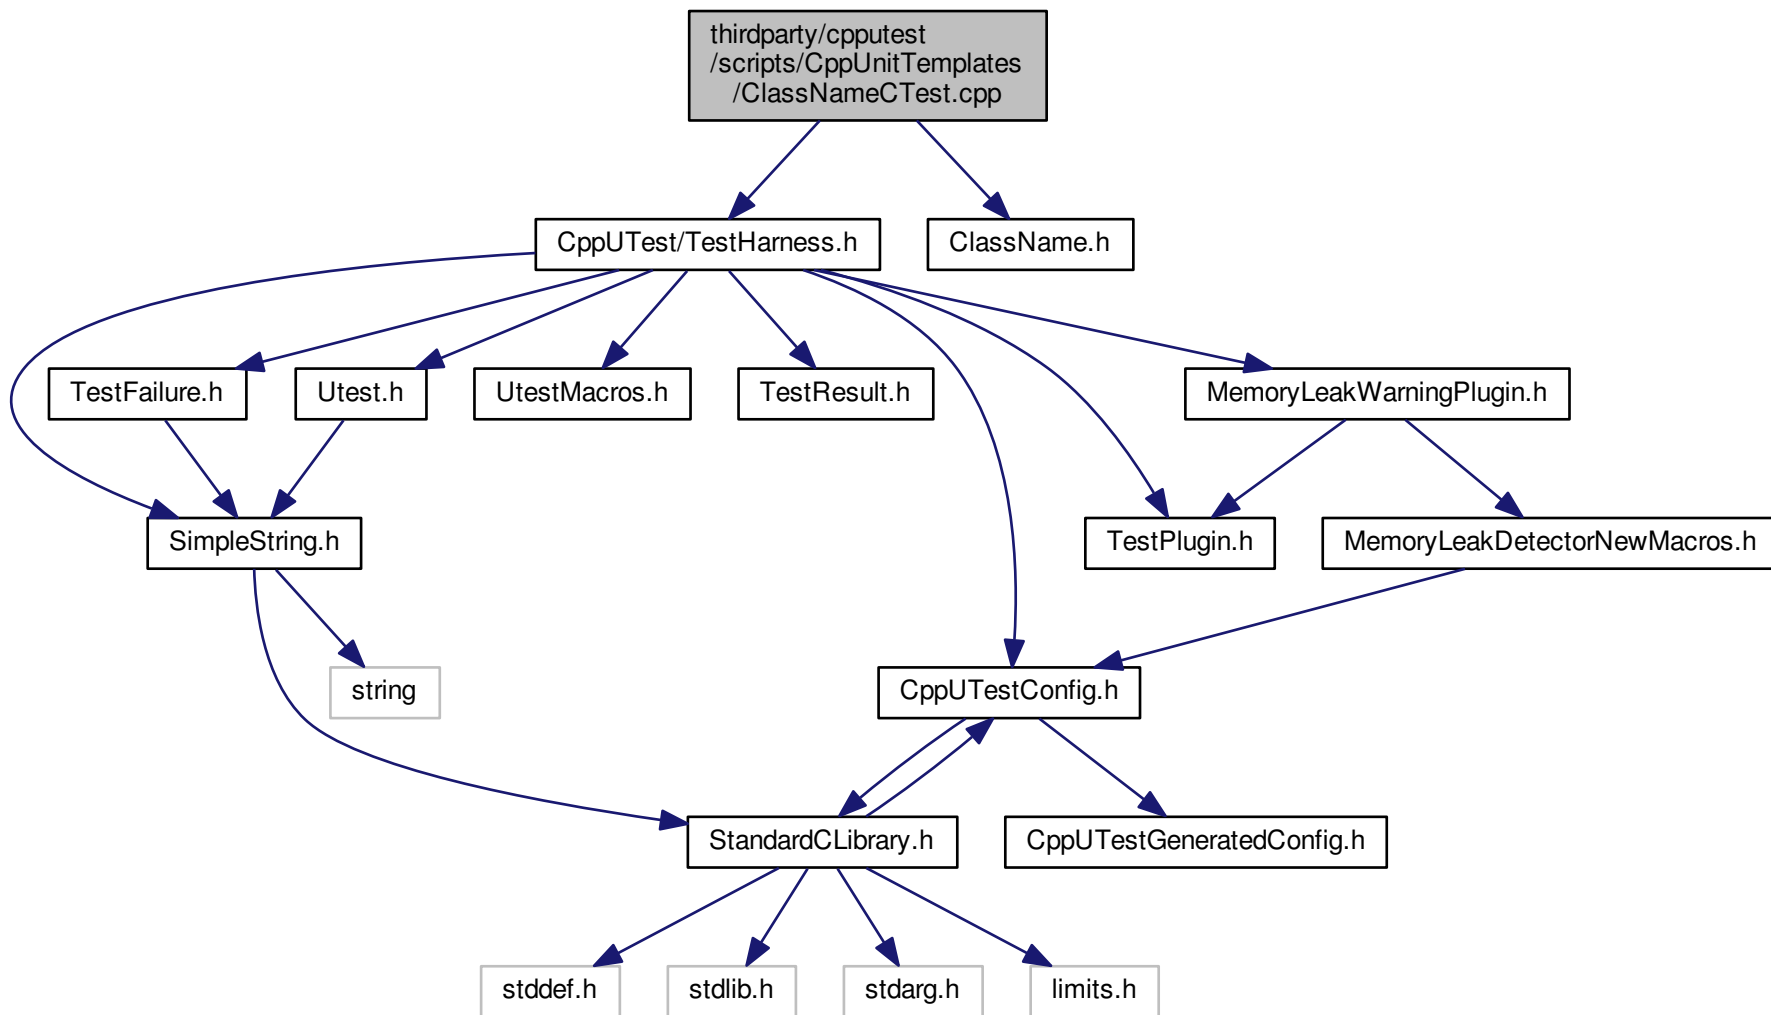 thirdparty/cpputest
/scripts/CppUnitTemplates
/ClassNameCTest.cpp
CppUTest/TestHarness.h
ClassName.h
TestFailure.h
Utest.h
UtestMacros.h
TestResult.h
MemoryLeakWarningPlugin.h
SimpleString.h
TestPlugin.h
MemoryLeakDetectorNewMacros.h
string
CppUTestConfig.h
StandardCLibrary.h
CppUTestGeneratedConfig.h
stddef.h
stdlib.h
stdarg.h
limits.h